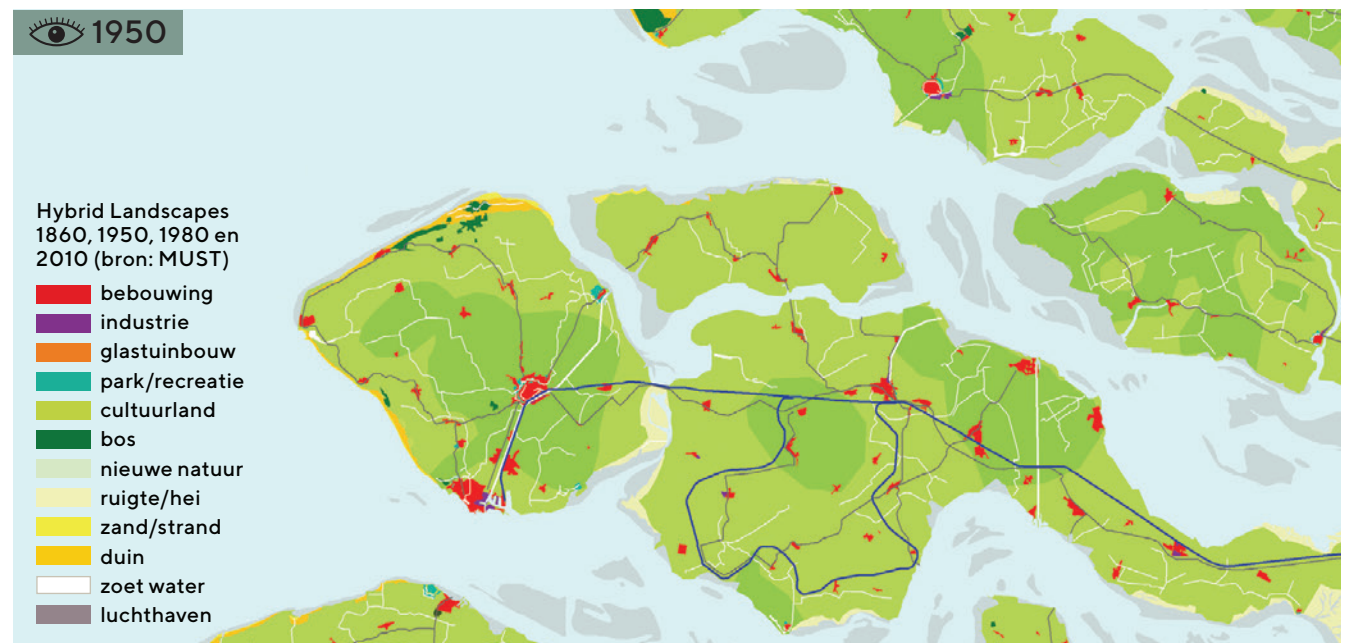 1950
Hybrid Landscapes
1860, 1950, 1980 en
2010 (bron: MUST)
bebouwing
industrie
glastuinbouw
park/recreatie
cultuurland
bos
nieuwe natuur
ruigte/hei
zand/strand
duin
zoet water
luchthaven